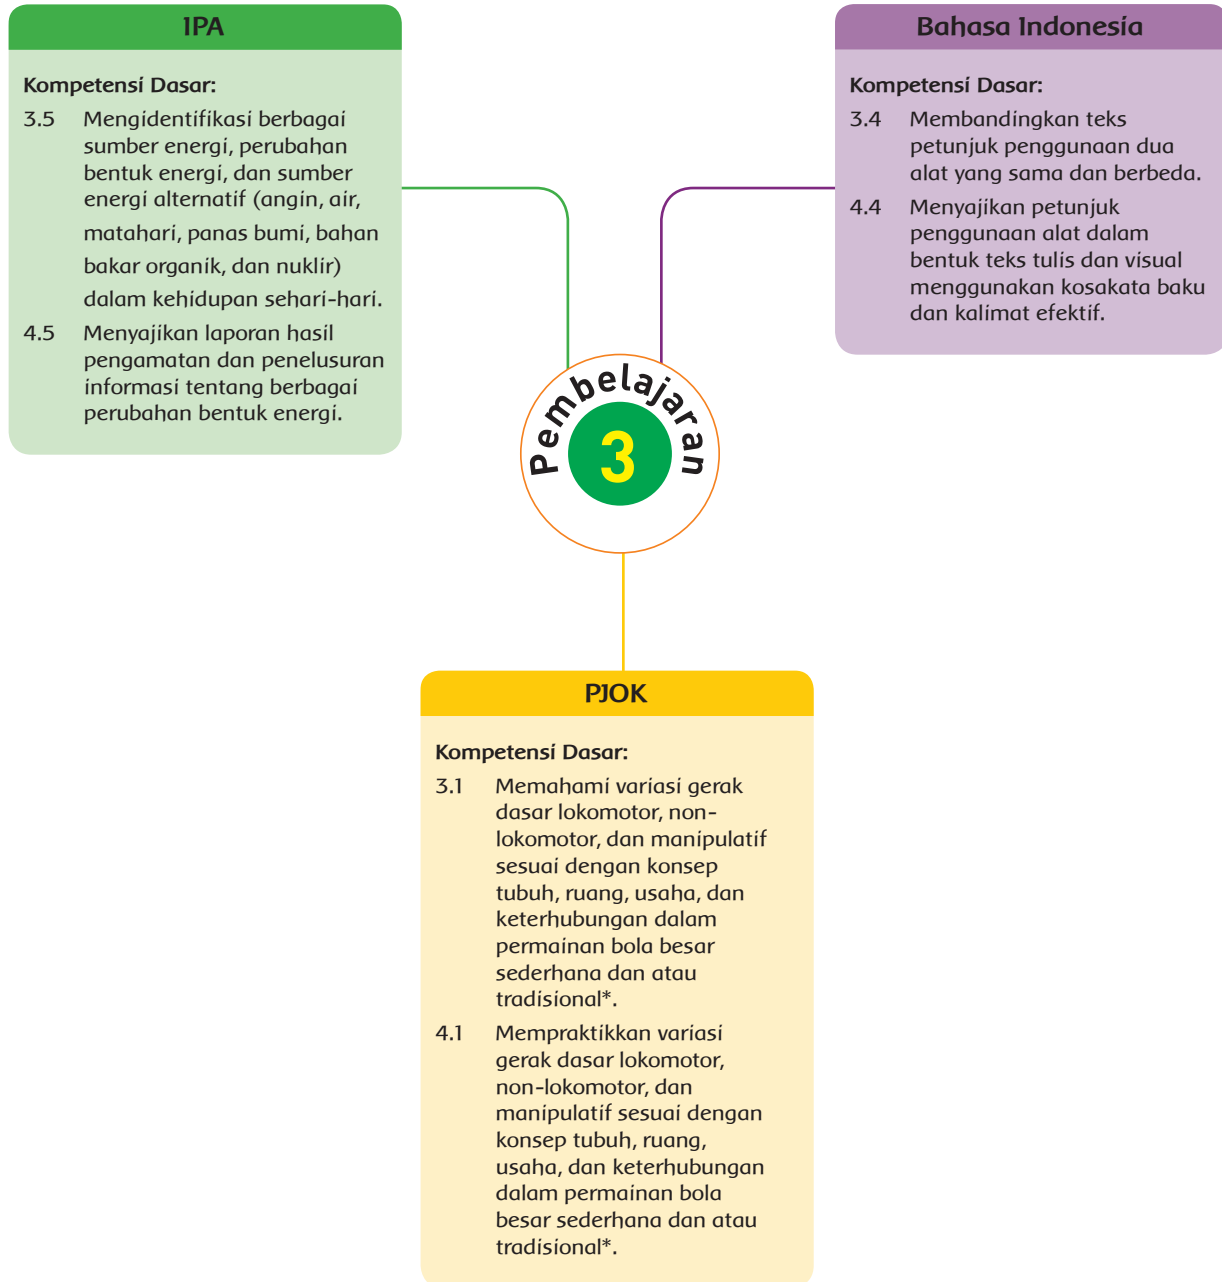 IPA
Kompetensi Dasar:
3.5 Mengidentifikasi berbagai
sumber energi, perubahan
bentuk energi, dan sumber
energi alternatif (angin, air,
matahari, panas bumi, bahan
bakar organik, dan nuklir)
dalam kehidupan sehari-hari.
4.5 Menyajikan laporan hasil
pengamatan dan penelusuran
informasi tentang berbagai
perubahan bentuk energi.
Bahasa Indonesia
Kompetensi Dasar:
3.4 Membandingkan teks
petunjuk penggunaan dua
alat yang sama dan berbeda.
4.4 Menyajikan petunjuk
penggunaan alat dalam
bentuk teks tulis dan visual
menggunakan kosakata baku
dan kalimat efektif.
Pembelajaran
3
PJOK
Kompetensi Dasar:
3.1 Memahami variasi gerak
dasar lokomotor, non-
lokomotor, dan manipulatif
sesuai dengan konsep
tubuh, ruang, usaha, dan
keterhubungan dalam
permainan bola besar
sederhana dan atau
tradisional*.
4.1 Mempraktikkan variasi
gerak dasar lokomotor,
non-lokomotor, dan
manipulatif sesuai dengan
konsep tubuh, ruang,
usaha, dan keterhubungan
dalam permainan bola
besar sederhana dan atau
tradisional*.